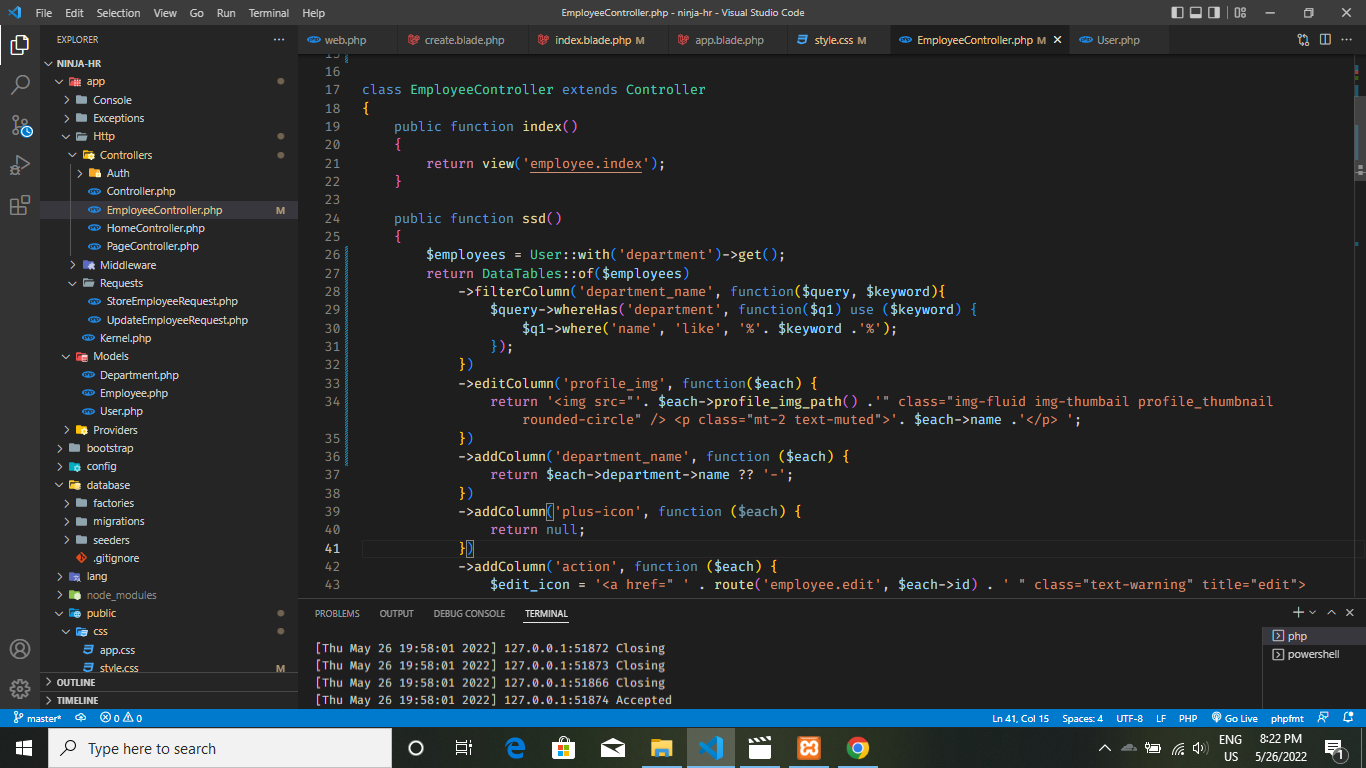 File Edit Selection View Go Run Terminal Help
EmployeeController.php - ninja-hr - Visual Studio Code
EXPLORER
NINJA-HR
app
Console
Exceptions
Http
Controllers
Auth
Controller.php
EmployeeController.php M
HomeController.php
PageController.php
Middleware
Requests
StoreEmployeeRequest.php
UpdateEmployeeRequest.php
Kernel.php
Models
Department.php
Employee.php
User.php
Providers
bootstrap
config
database
factories
migrations
seeders
.gitignore
lang
node_modules
public
css
app.css
style.css M
OUTLINE
TIMELINE
web.php create.blade.php index.blade.php M app.blade.php style.css M EmployeeController.php M User.php
15
16
17 class EmployeeController extends Controller
18 {
19 public function index()
20 {
21 return view('employee.index');
22 }
23
24 public function ssd()
25 {
26 $employees = User::with('department')->get();
27 return DataTables::of($employees)
28 ->filterColumn('department_name', function($query, $keyword){
29 $query->whereHas('department', function($q1) use ($keyword) {
30 $q1->where('name', 'like', '%'. $keyword .'%');
31 });
32 })
33 ->editColumn('profile_img', function($each) {
34 return '<img src="'. $each->profile_img_path() .'" class="img-fluid img-thumbail profile_thumbnail
rounded-circle" /> <p class="mt-2 text-muted">'. $each->name .'</p> ';
35 })
36 ->addColumn('department_name', function ($each) {
37 return $each->department->name ?? '-';
38 })
39 ->addColumn('plus-icon', function ($each) {
40 return null;
41 })
42 ->addColumn('action', function ($each) {
43 $edit_icon = '<a href=" ' . route('employee.edit', $each->id) . ' " class="text-warning" title="edit">
PROBLEMS OUTPUT DEBUG CONSOLE TERMINAL
[Thu May 26 19:58:01 2022] 127.0.0.1:51872 Closing
[Thu May 26 19:58:01 2022] 127.0.0.1:51873 Closing
[Thu May 26 19:58:01 2022] 127.0.0.1:51866 Closing
[Thu May 26 19:58:01 2022] 127.0.0.1:51874 Accepted
php
powershell
master* 0 0 Ln 41, Col 15 Spaces: 4 UTF-8 LF PHP Go Live phpfmt
Type here to search
ENG
US
8:22 PM
5/26/2022
1